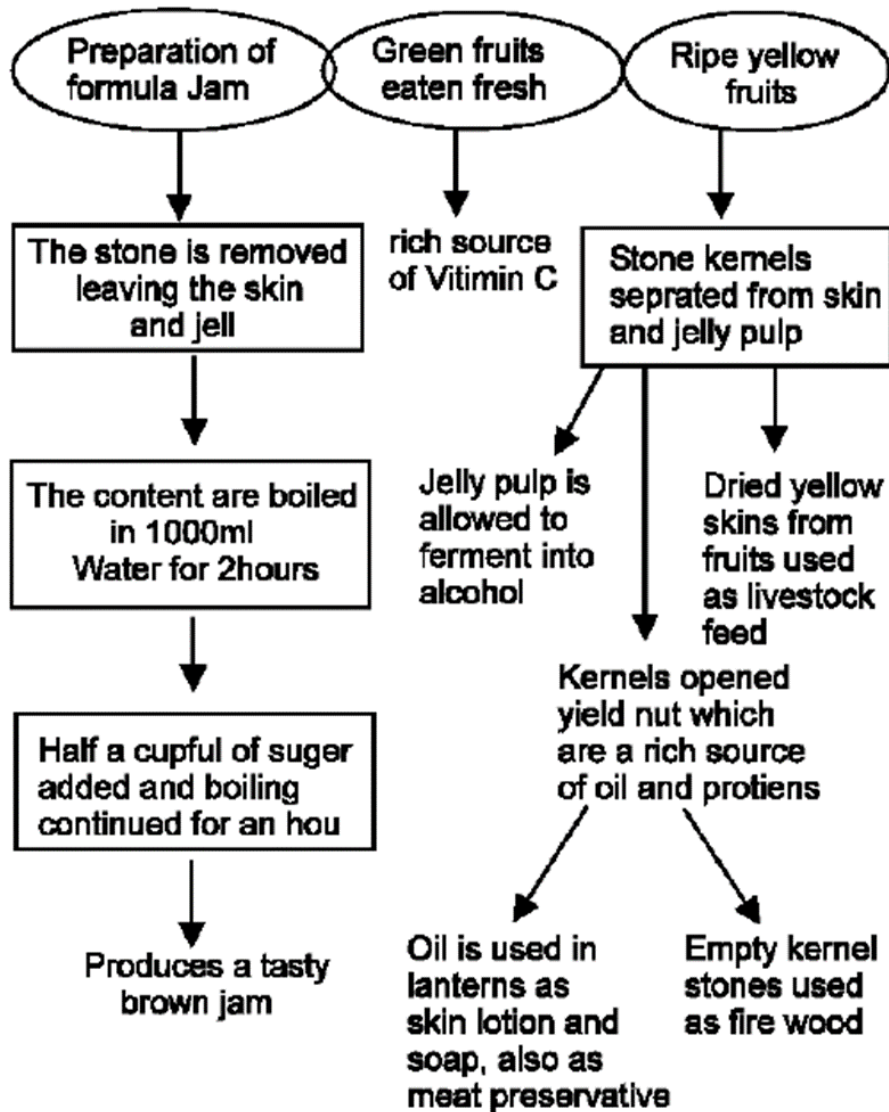 Preparation of
formula Jam
Green fruits
eaten fresh
Ripe yellow
fruits
The stone is removed
leaving the skin
and jell
rich source
of Vitimin C
Stone kernels
seprated from skin
and jelly pulp
The content are boiled
in 1000ml
Water for 2hours
Jelly pulp is
allowed to
ferment into
alcohol
Dried yellow
skins from
fruits used
as livestock
feed
Half a cupful of suger
added and boiling
continued for an hou
Kernels opened
yield nut which
are a rich source
of oil and protiens
Produces a tasty
brown jam
Oil is used in
lanterns as
skin lotion and
soap, also as
meat preservative
Empty kernel
stones used
as fire wood